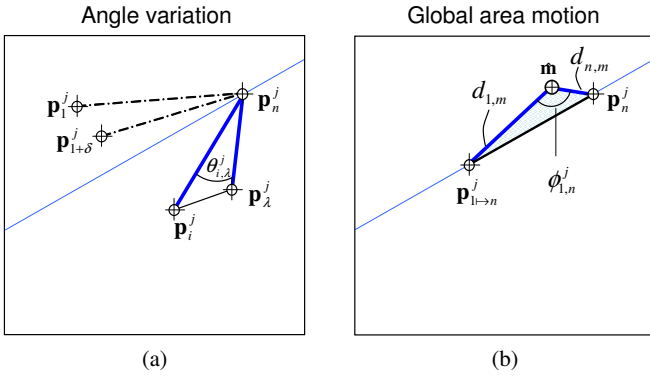 Angle variation
Global area motion
p_1^j
p_{1+δ}^j
p_n^j
θ_{i,λ}^j
p_λ^j
p_i^j
m̂
d_{n,m}
d_{1,m}
p_n^j
ϕ_{1,n}^j
p_{1↦n}^j
(a)
(b)